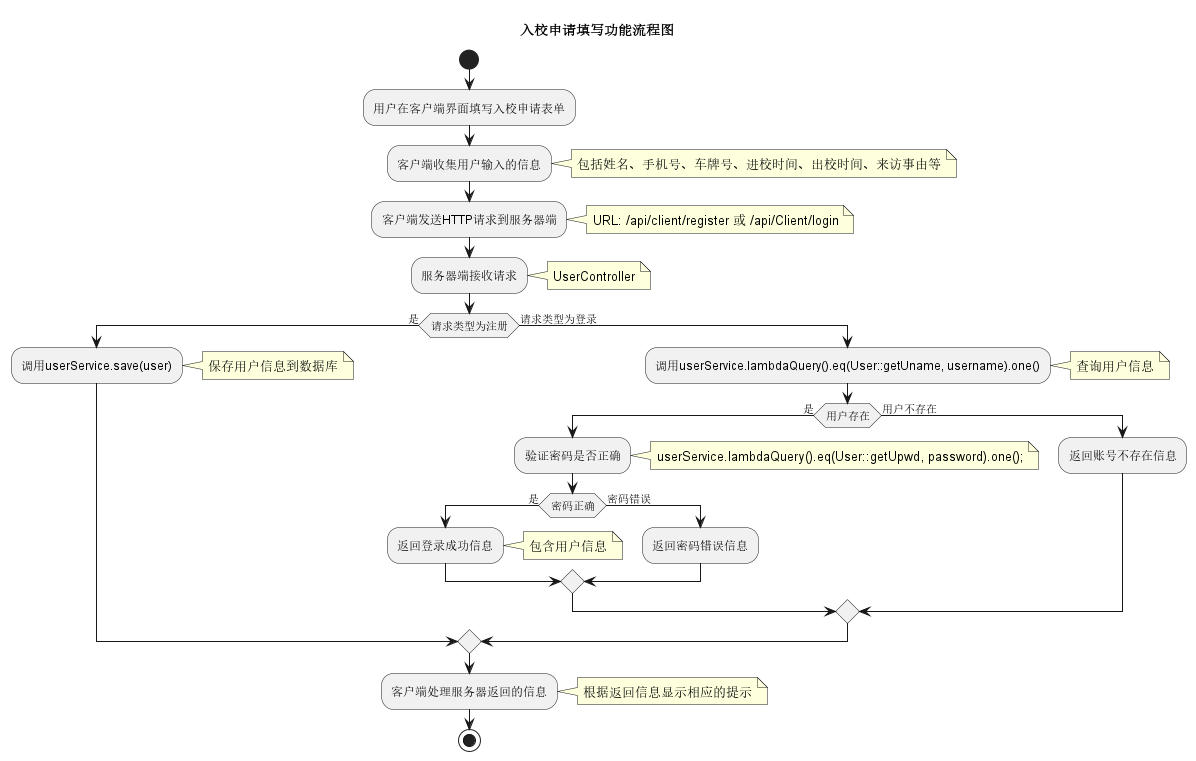 入校申请填写功能流程图
用户在客户端界面填写入校申请表单
客户端收集用户输入的信息
包括姓名、手机号、车牌号、进校时间、出校时间、来访事由等
客户端发送HTTP请求到服务器端
URL: /api/client/register 或 /api/Client/login
服务器端接收请求
UserController
是
请求类型为注册
请求类型为登录
调用userService.save(user)
保存用户信息到数据库
调用userService.lambdaQuery().eq(User::getUname, username).one()
查询用户信息
是
用户存在
用户不存在
验证密码是否正确
userService.lambdaQuery().eq(User::getUpwd, password).one();
返回账号不存在信息
是
密码正确
密码错误
返回登录成功信息
包含用户信息
返回密码错误信息
客户端处理服务器返回的信息
根据返回信息显示相应的提示